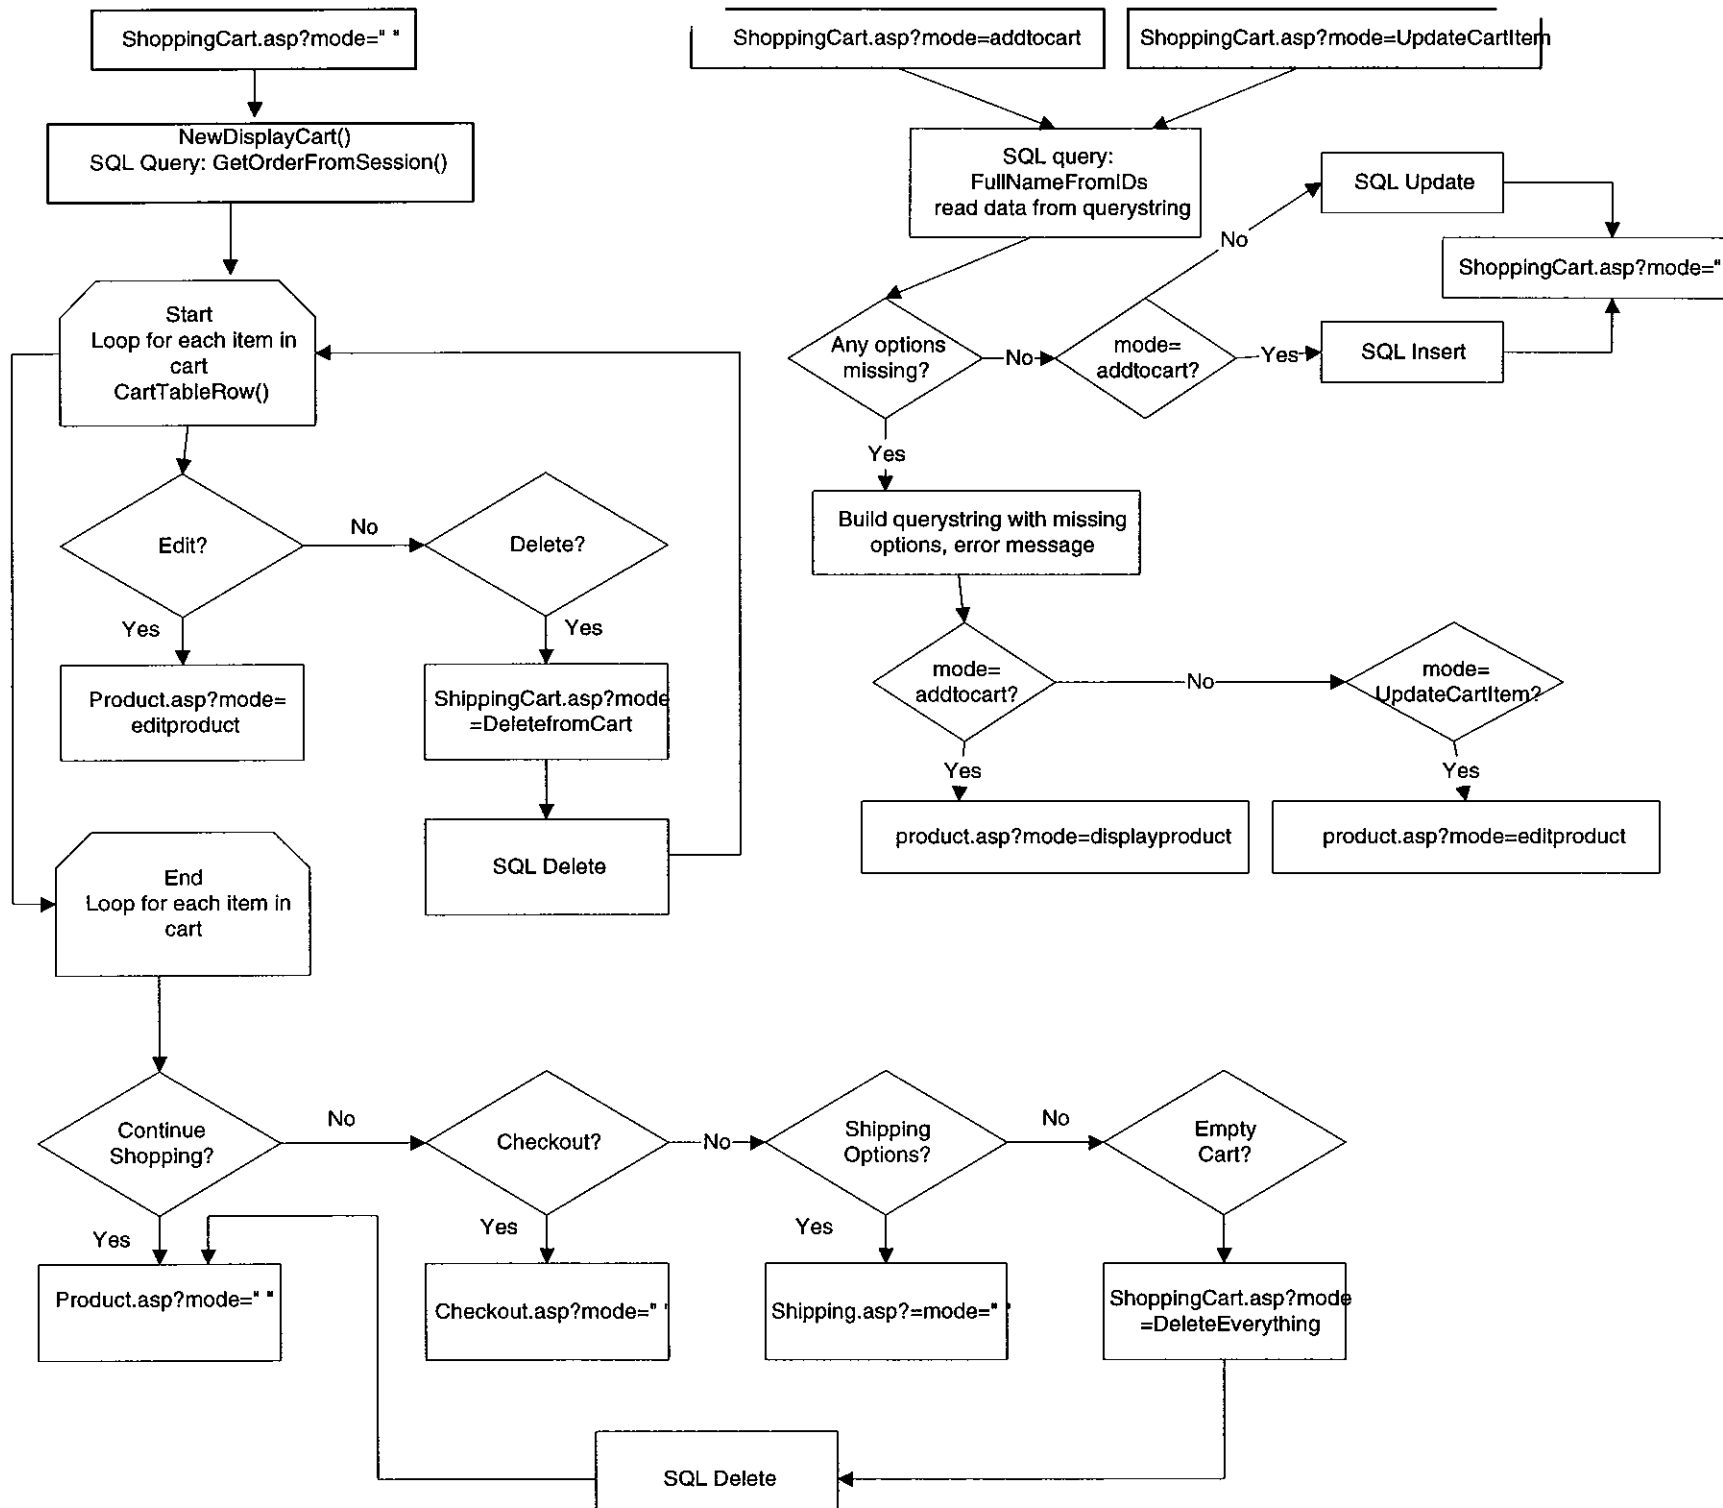 ShoppingCart.asp?mode=" "
ShoppingCart.asp?mode=addtocart
ShoppingCart.asp?mode=UpdateCartItem
NewDisplayCart()
SQL Query: GetOrderFromSession()
SQL query:
FullNameFromIDs
read data from querystring
SQL Update
No
ShoppingCart.asp?mode="
Start
Loop for each item in
cart
CartTableRow()
Any options
missing?
No
mode=
addtocart?
Yes
SQL Insert
Yes
Build querystring with missing
options, error message
Edit?
No
Delete?
Yes
Yes
mode=
addtocart?
No
mode=
UpdateCartItem?
Product.asp?mode=
editproduct
ShippingCart.asp?mode
=DeletefromCart
Yes
Yes
product.asp?mode=displayproduct
product.asp?mode=editproduct
SQL Delete
End
Loop for each item in
cart
Continue
Shopping?
No
Checkout?
No
Shipping
Options?
No
Empty
Cart?
Yes
Yes
Yes
Product.asp?mode=" "
Checkout.asp?mode=" '
Shipping.asp?=mode=" '
ShoppingCart.asp?mode
=DeleteEverything
SQL Delete